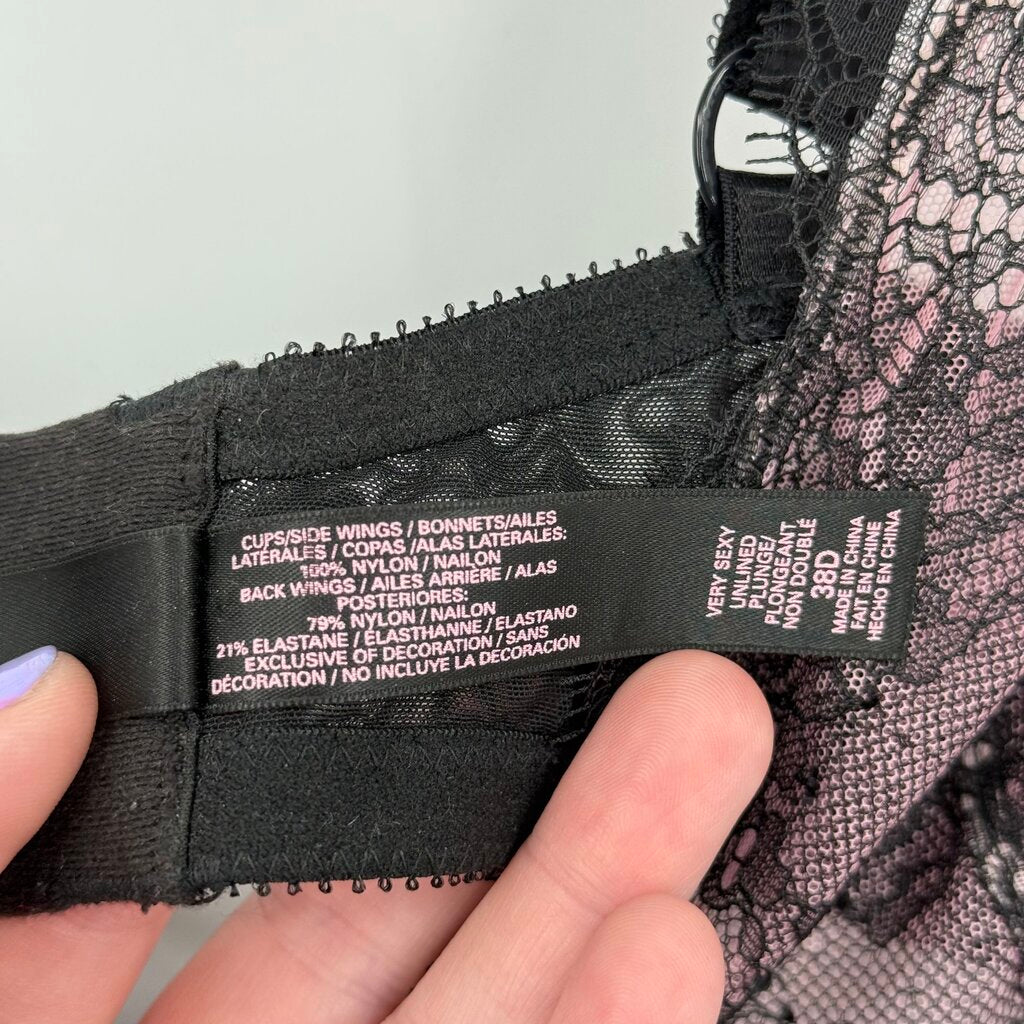 CUPS/SIDE WINGS / BONNETS/AILES
LATÉRALES / COPAS /ALAS LATERALES:
100% NYLON / NAILON
BACK WINGS / AILES ARRIÈRE / ALAS
POSTERIORES:
79% NYLON / NAILON
21% ELASTANE / ÉLASTHANNE / ELASTANO
EXCLUSIVE OF DECORATION / SANS
DÉCORATION / NO INCLUYE LA DECORACIÓN
VERY SEXY
UNLINED
PLUNGE/
PLONGEANT
NON DOUBLÉ
38D
MADE IN CHINA
FAIT EN CHINE
HECHO EN CHINA